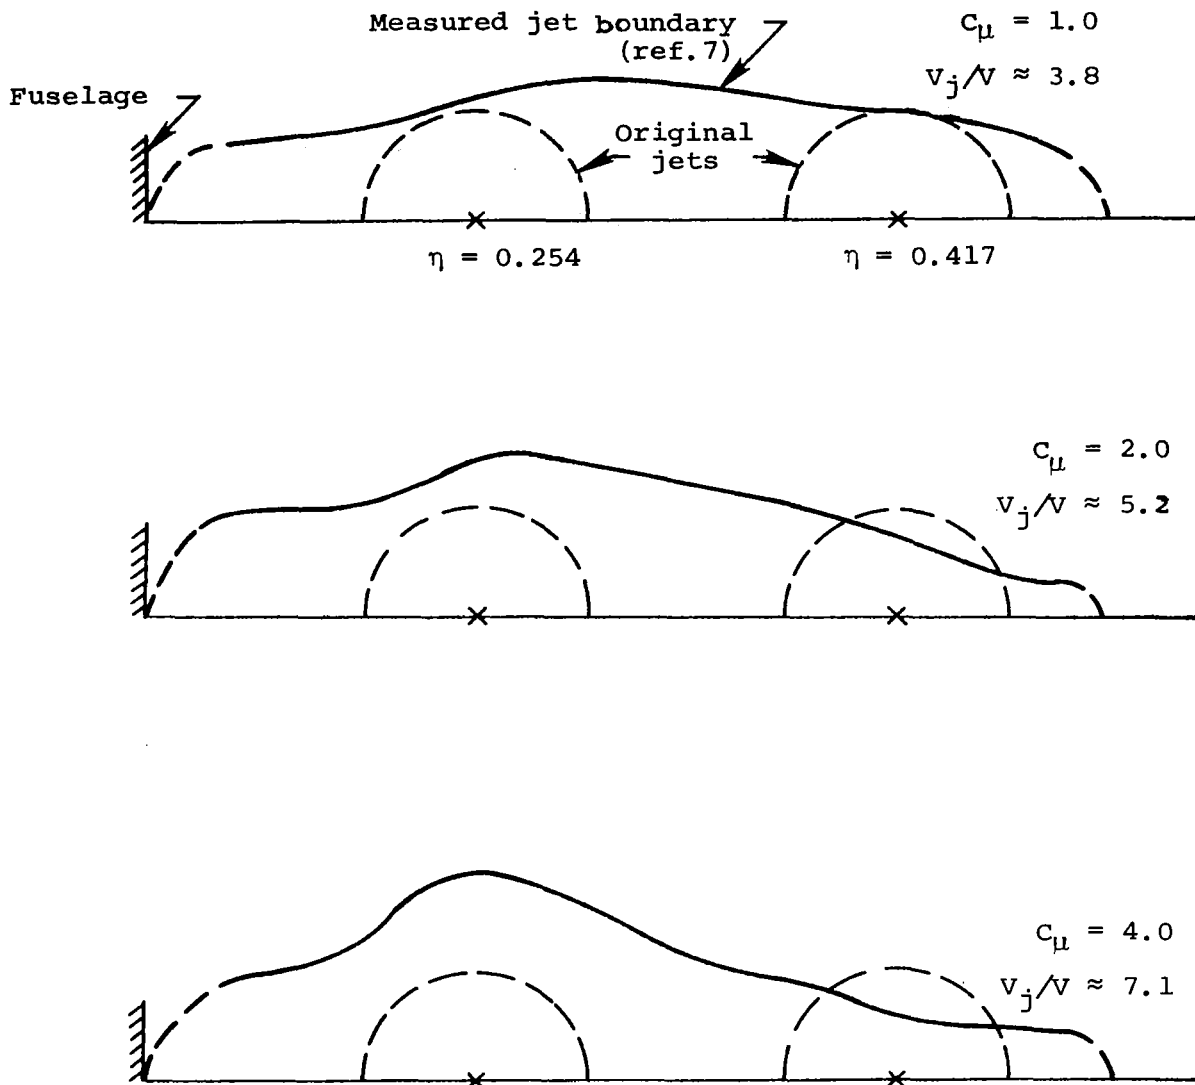 Measured jet boundary
(ref.7)
Cμ = 1.0
Vj/V ≈ 3.8
Fuselage
Original
jets
η = 0.254
η = 0.417
Cμ = 2.0
Vj/V ≈ 5.2
Cμ = 4.0
Vj/V ≈ 7.1